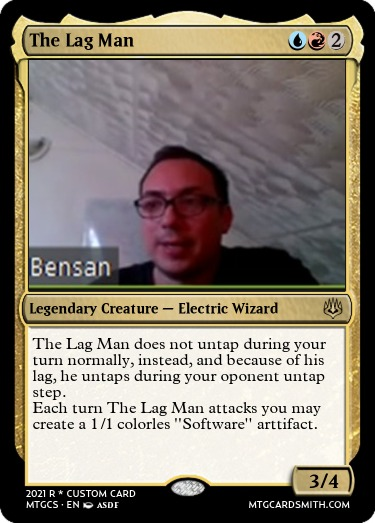 The Lag Man 2
Bensan
Legendary Creature — Electric Wizard
The Lag Man does not untap during your
turn normally, instead, and because of his
lag, he untaps during your oponent untap
step.
Each turn The Lag Man attacks you may
create a 1/1 colorles "Software" arttifact.
3/4
2021 R * CUSTOM CARD
MTGCS · EN ASDF MTGCARDSMITH.COM